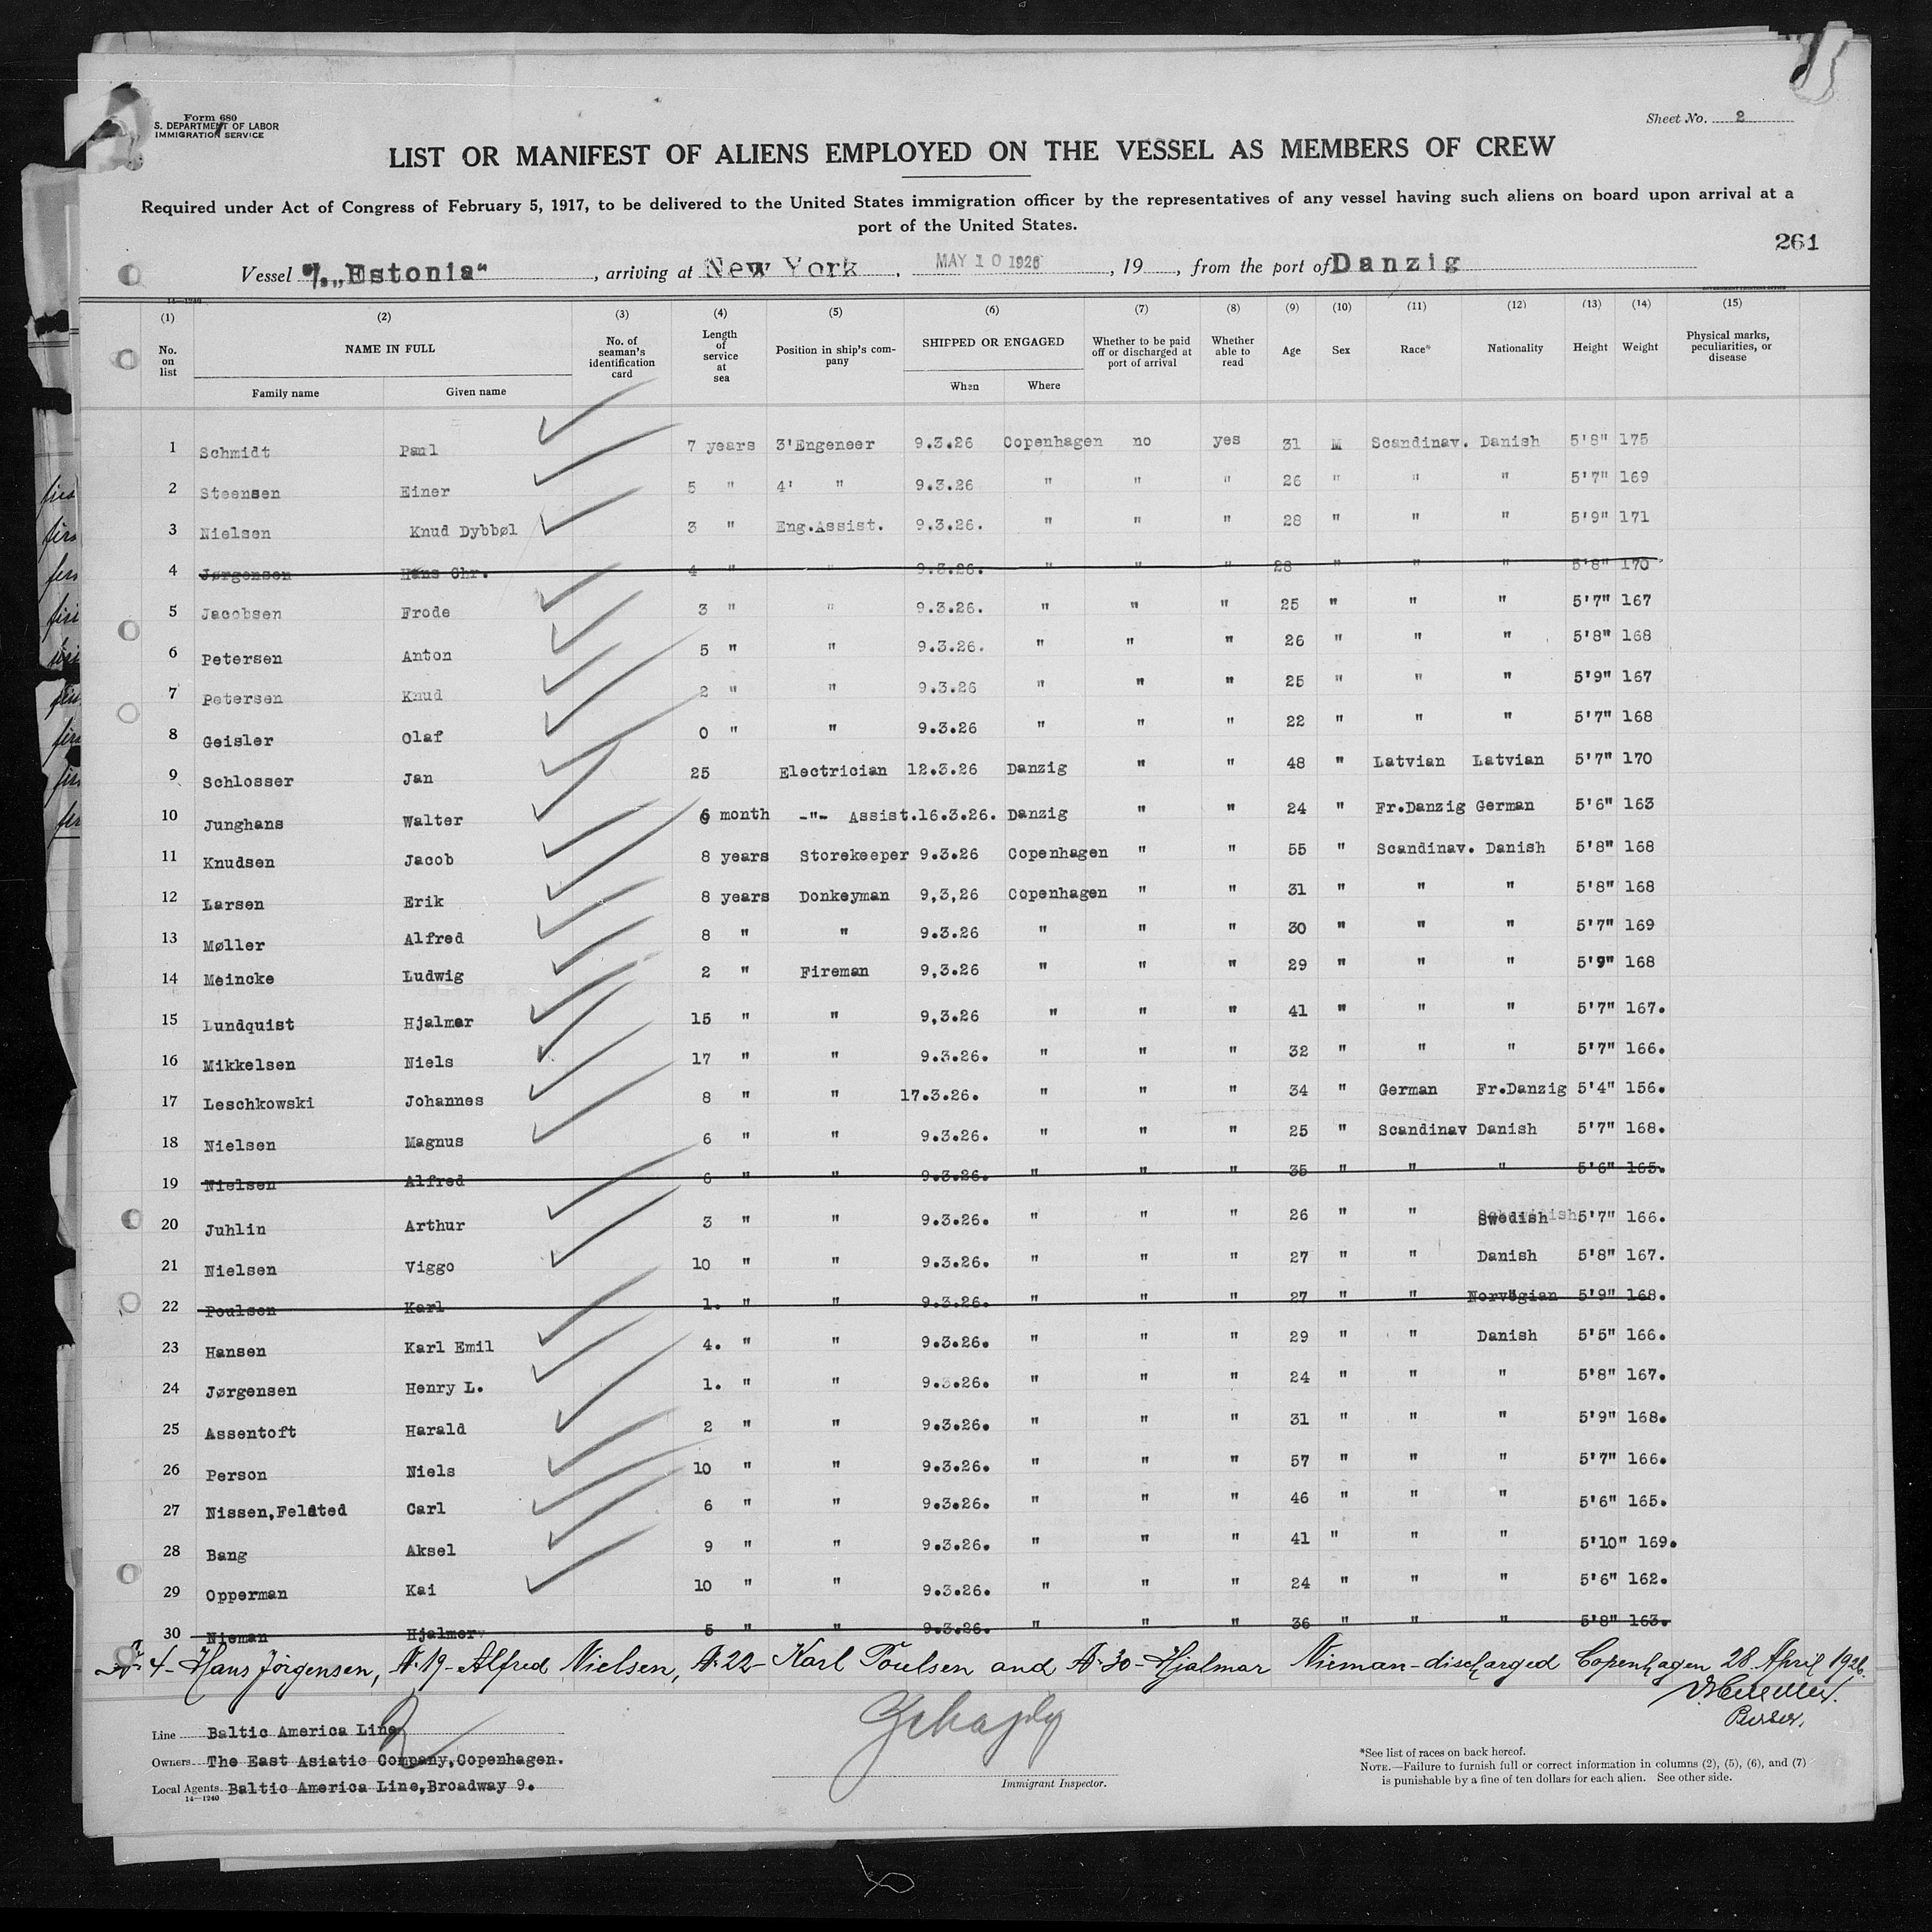 Form 680
S. DEPARTMENT OF LABOR
IMMIGRATION SERVICE
Sheet No. 2
LIST OR MANIFEST OF ALIENS EMPLOYED ON THE VESSEL AS MEMBERS OF CREW
Required under Act of Congress of February 5, 1917, to be delivered to the United States immigration officer by the representatives of any vessel having such aliens on board upon arrival at a
port of the United States.
261
Vessel "Estonia", arriving at New York, MAY 10 1926, 19, from the port of Danzig
14—1240
(1) (2) (3) (4) (5) (6) (7) (8) (9) (10) (11) (12) (13) (14) (15)
No. on list NAME IN FULL No. of seaman's identification card Length of service at sea Position in ship's company SHIPPED OR ENGAGED Whether to be paid off or discharged at port of arrival Whether able to read Age Sex Race* Nationality Height Weight Physical marks, peculiarities, or disease
Family name Given name When Where
1 Schmidt Paul 7 years 3'Engeneer 9.3.26 Copenhagen no yes 31 M Scandinav. Danish 5'8" 175
2 Steensen Einer 5 " 4' " 9.3.26 " " " 26 " " " 5'7" 169
3 Nielsen Knud Dybbøl 3 " Eng.Assist. 9.3.26. " " " 28 " " " 5'9" 171
4 Jørgensen Hans Chr. 4 " " 9.3.26. " " " 28 " " " 5'8" 170
5 Jacobsen Frode 3 " " 9.3.26. " " " 25 " " " 5'7" 167
6 Petersen Anton 5 " " 9.3.26. " " " 26 " " " 5'8" 168
7 Petersen Knud 2 " " 9.3.26 " " " 25 " " " 5'9" 167
8 Geisler Olaf 0 " " 9.3.26 " " " 22 " " " 5'7" 168
9 Schlosser Jan 25 Electrician 12.3.26 Danzig " " 48 " Latvian Latvian 5'7" 170
10 Junghans Walter 6 month -"- Assist. 16.3.26. Danzig " " 24 " Fr.Danzig German 5'6" 163
11 Knudsen Jacob 8 years Storekeeper 9.3.26 Copenhagen " " 55 " Scandinav. Danish 5'8" 168
12 Larsen Erik 8 years Donkeyman 9,3,26 Copenhagen " " 31 " " " 5'8" 168
13 Møller Alfred 8 " " 9.3.26 " " " 30 " " " 5'7" 169
14 Meincke Ludwig 2 " Fireman 9,3.26 " " " 29 " " " 5'9" 168
15 Lundquist Hjalmer 15 " " 9,3.26 " " " 41 " " " 5'7" 167.
16 Mikkelsen Niels 17 " " 9.3.26. " " " 32 " " " 5'7" 166.
17 Leschkowski Johannes 8 " " 17.3.26. " " " 34 " German Fr.Danzig 5'4" 156.
18 Nielsen Magnus 6 " " 9.3.26. " " " 25 " Scandinav Danish 5'7" 168.
19 Nielsen Alfred 6 " " 9.3.26. " " " 35 " " " 5'6" 165.
20 Juhlin Arthur 3 " " 9.3.26. " " " 26 " " Swedish 5'7" 166.
21 Nielsen Viggo 10 " " 9.3.26. " " " 27 " " Danish 5'8" 167.
22 Poulsen Karl 1. " " 9.3.26. " " " 27 " " Norvegian 5'9" 168.
23 Hansen Karl Emil 4. " " 9.3.26. " " " 29 " " Danish 5'5" 166.
24 Jørgensen Henry L. 1. " " 9.3.26. " " " 24 " " " 5'8" 167.
25 Assentoft Harald 2 " " 9.3.26. " " " 31 " " " 5'9" 168.
26 Person Niels 10 " " 9.3.26. " " " 57 " " " 5'7" 166.
27 Nissen,Feldted Carl 6 " " 9.3.26. " " " 46 " " " 5'6" 165.
28 Bang Aksel 9 " " 9.3.26. " " " 41 " " " 5'10" 169.
29 Opperman Kai 10 " " 9.3.26. " " " 24 " " " 5'6" 162.
30 Nieman Hjalmer 5 " " 9.3.26. " " " 36 " " " 5'8" 163.
No 4- Hans Jörgensen, N. 19- Alfred Nielsen, N. 22- Karl Poulsen and N. 30- Hjalmar Nieman - discharged Copenhagen 28 April 1926.
Purser.
Line Baltic America Line
Owners The East Asiatic Company,Copenhagen.
Local Agents Baltic America Line,Broadway 9.
14—1240
Immigrant Inspector.
*See list of races on back hereof.
NOTE.—Failure to furnish full or correct information in columns (2), (5), (6), and (7)
is punishable by a fine of ten dollars for each alien. See other side.